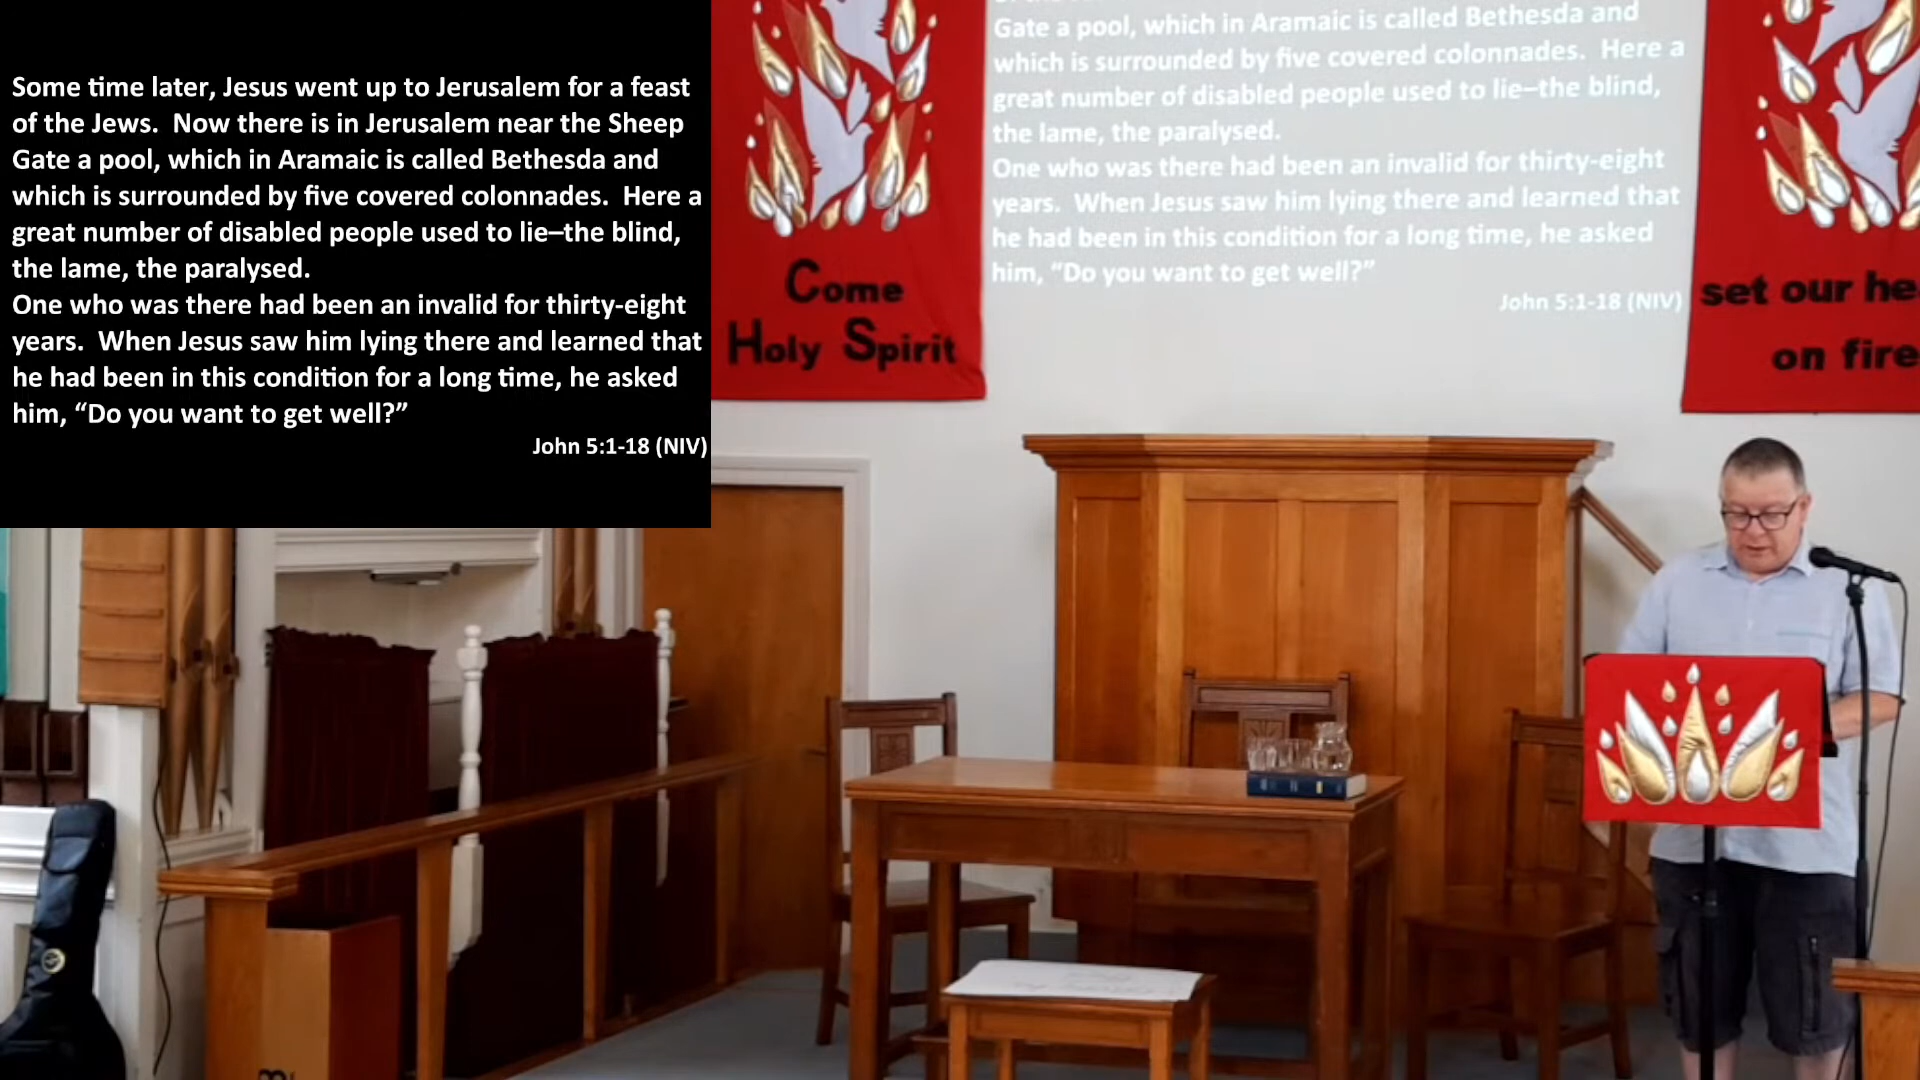 Some time later, Jesus went up to Jerusalem for a feast
of the Jews.  Now there is in Jerusalem near the Sheep
Gate a pool, which in Aramaic is called Bethesda and
which is surrounded by five covered colonnades.  Here a
great number of disabled people used to lie–the blind,
the lame, the paralysed.
One who was there had been an invalid for thirty-eight
years.  When Jesus saw him lying there and learned that
he had been in this condition for a long time, he asked
him, “Do you want to get well?”
John 5:1-18 (NIV)
Come
Holy Spirit
Gate a pool, which in Aramaic is called Bethesda and
which is surrounded by five covered colonnades.  Here a
great number of disabled people used to lie–the blind,
the lame, the paralysed.
One who was there had been an invalid for thirty-eight
years.  When Jesus saw him lying there and learned that
he had been in this condition for a long time, he asked
him, “Do you want to get well?”
John 5:1-18 (NIV)
set our he
on fire